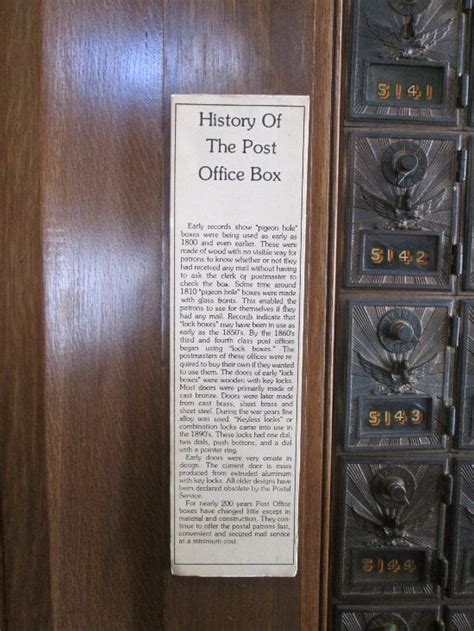 History Of
The Post
Office Box
Early records show "pigeon hole"
boxes were being used as early as
1800 and even earlier. These were
made of wood with no visible way for
patrons to know whether or not they
had received any mail without having
to ask the clerk or postmaster to
check the box. Some time around
1810 "pigeon hole" boxes were made
with glass fronts. This enabled the
patrons to see for themselves if they
had any mail. Records indicate that
"lock boxes" may have been in use as
early as the 1850's. By the 1860's
third and fourth class post offices
began using "lock boxes." The
postmasters of these offices were re-
quired to buy their own if they wanted
to use them. The doors of early "lock
boxes" were wooden with key locks.
Most doors were primarily made of
cast bronze. Doors were later made
from cast brass, sheet brass and
sheet steel. During the war years fine
alloy was used. "Keyless locks" or
combination locks came into use in
the 1890's. These locks had one dial,
two dials, push buttons, and a dial
with a pointer ring.
Early doors were very ornate in
design. The current door is mass
produced from extruded aluminum
with key locks. All older designs have
been declared obsolete by the Postal
Service.
For nearly 200 years Post Office
boxes have changed little except in
material and construction. They con-
tinue to offer the postal patrons fast,
convenient and secured mail service
at a minimum cost.
5141
5142
5143
5144